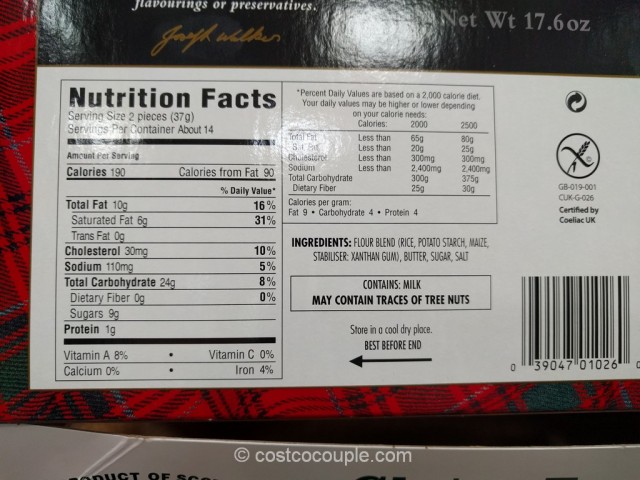 flavourings or preservatives.
Joseph Walker
Net Wt 17.6oz
Nutrition Facts
Serving Size 2 pieces (37g)
Servings Per Container About 14
Amount Per Serving
Calories 190 Calories from Fat 90
% Daily Value*
Total Fat 10g 16%
Saturated Fat 6g 31%
Trans Fat 0g
Cholesterol 30mg 10%
Sodium 110mg 5%
Total Carbohydrate 24g 8%
Dietary Fiber 0g 0%
Sugars 9g
Protein 1g
Vitamin A 8% • Vitamin C 0%
Calcium 0% • Iron 4%
*Percent Daily Values are based on a 2,000 calorie diet.
Your daily values may be higher or lower depending
on your calorie needs:
Calories: 2000 2500
Total Fat Less than 65g 80g
Sat Fat Less than 20g 25g
Cholesterol Less than 300mg 300mg
Sodium Less than 2,400mg 2,400mg
Total Carbohydrate 300g 375g
Dietary Fiber 25g 30g
Calories per gram:
Fat 9 • Carbohydrate 4 • Protein 4
INGREDIENTS: FLOUR BLEND (RICE, POTATO STARCH, MAIZE,
STABILISER: XANTHAN GUM), BUTTER, SUGAR, SALT
CONTAINS: MILK
MAY CONTAIN TRACES OF TREE NUTS
Store in a cool dry place.
BEST BEFORE END
GB-019-001
CUK-G-026
Certified by
Coeliac UK
0 39047 01026
© costcocouple.com